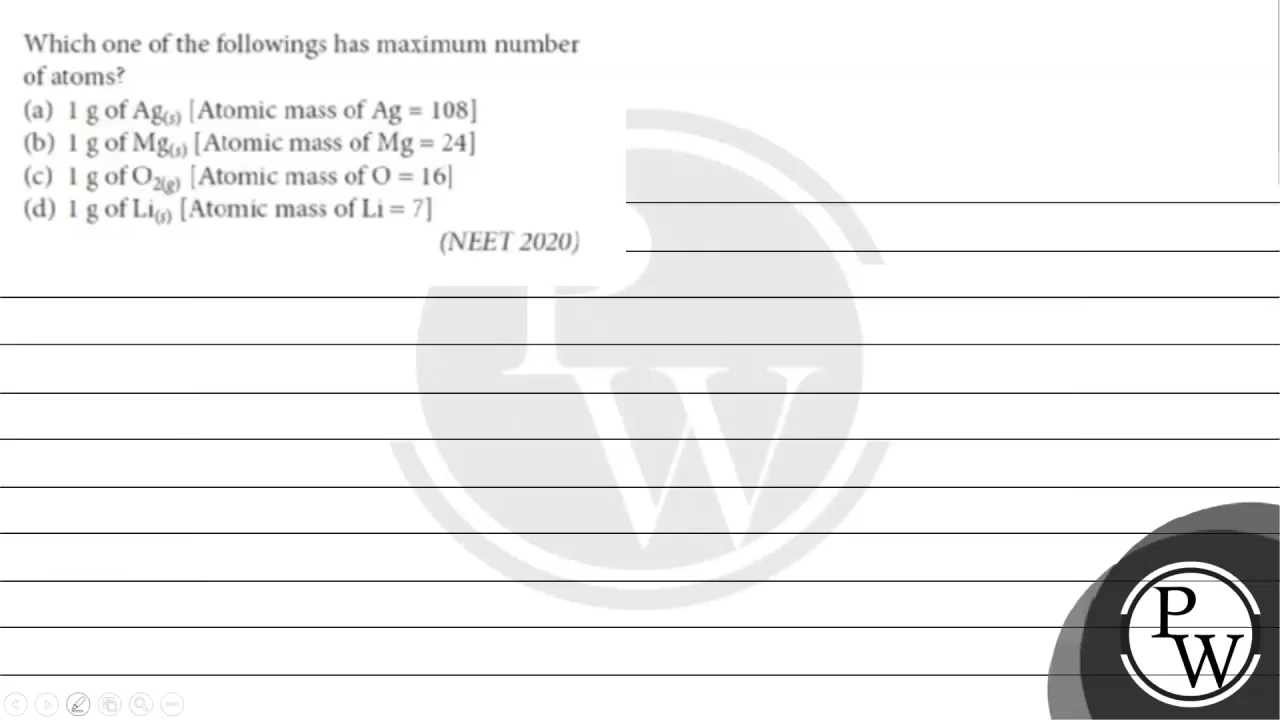 Which one of the followings has maximum number
of atoms?
(a) 1 g of Ag(s) [Atomic mass of Ag = 108]
(b) 1 g of Mg(s) [Atomic mass of Mg = 24]
(c) 1 g of O2(g) [Atomic mass of O = 16]
(d) 1 g of Li(s) [Atomic mass of Li = 7]
(NEET 2020)
P
W
P
W